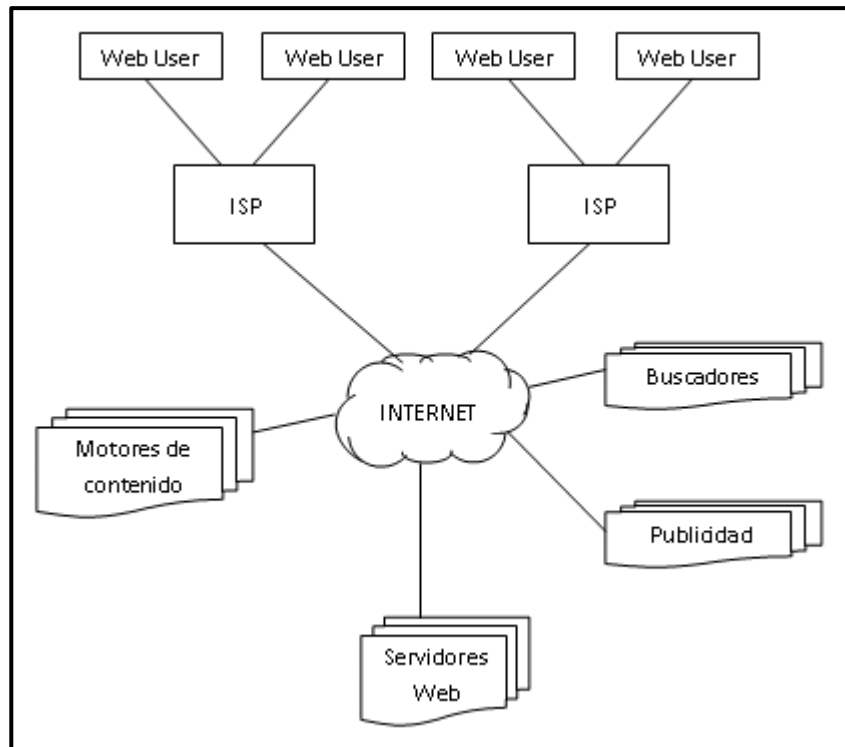 Web User
Web User
Web User
Web User
ISP
ISP
Buscadores
INTERNET
Motores de
contenido
Publicidad
Servidores
Web